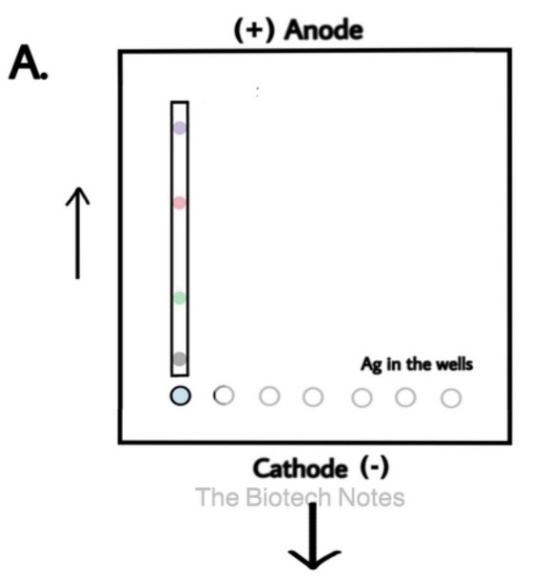 (+) Anode
A.
Ag in the wells
Cathode (-)
The Biotech Notes